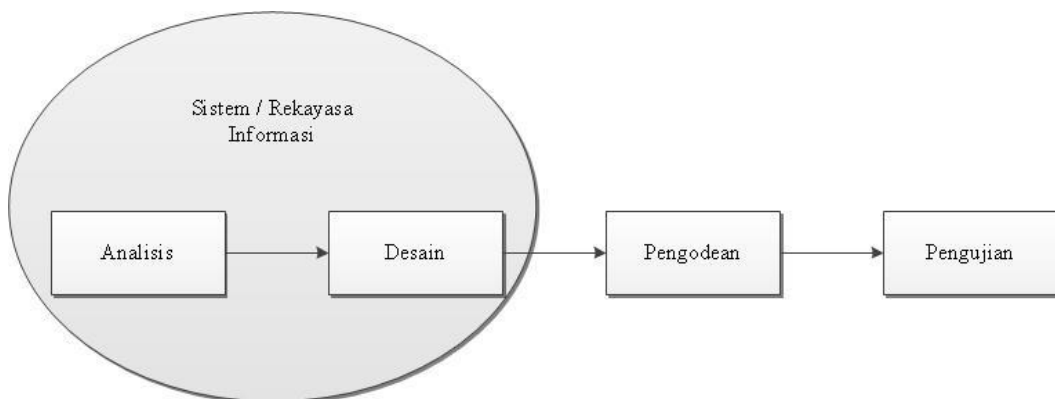 Sistem / Rekayasa
Informasi
Analisis
Desain
Pengodean
Pengujian